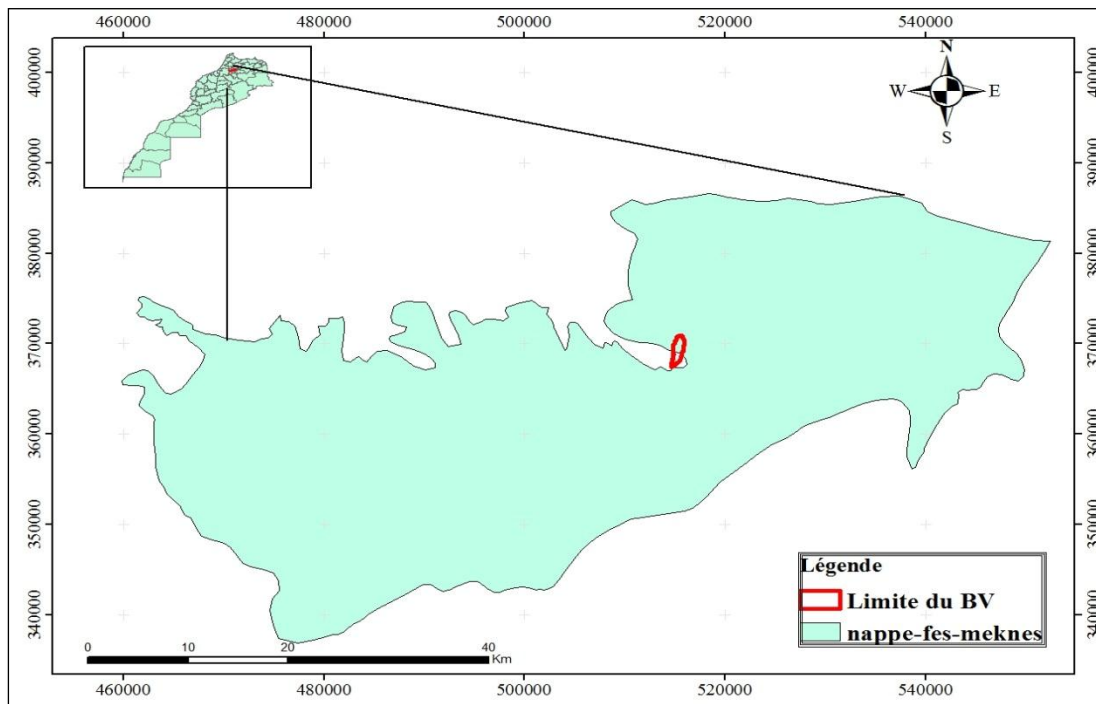 460000 480000 500000 520000 540000
400000 400000
390000 390000
380000 380000
370000 370000
360000 360000
350000 350000
340000 340000
N
W E
S
Légende
Limite du BV
nappe-fes-meknes
0 10 20 40
Km
460000 480000 500000 520000 540000